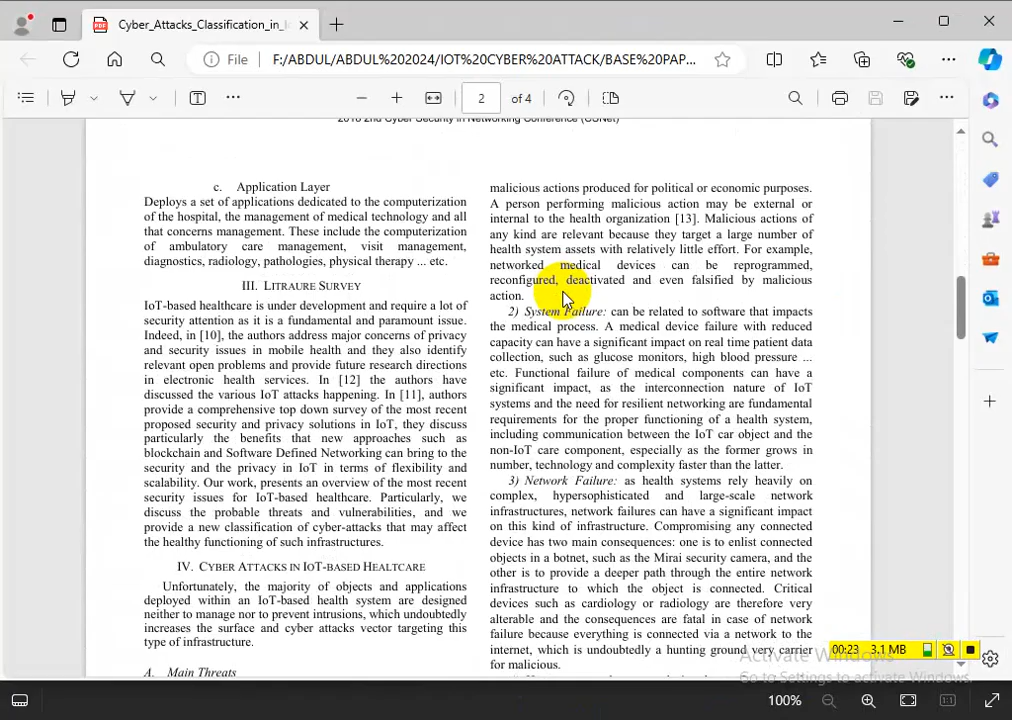 Cyber_Attacks_Classification_in_I
File
F:/ABDUL/ABDUL%202024/IOT%20CYBER%20ATTACK/BASE%20PAP...
2 of 4
2018 2nd Cyber Security in Networking Conference (CSNet)
c. Application Layer
Deploys a set of applications dedicated to the computerization
of the hospital, the management of medical technology and all
that concerns management. These include the computerization
of ambulatory care management, visit management,
diagnostics, radiology, pathologies, physical therapy ... etc.
III. LITRAURE SURVEY
IoT-based healthcare is under development and require a lot of
security attention as it is a fundamental and paramount issue.
Indeed, in [10], the authors address major concerns of privacy
and security issues in mobile health and they also identify
relevant open problems and provide future research directions
in electronic health services. In [12] the authors have
discussed the various IoT attacks happening. In [11], authors
provide a comprehensive top down survey of the most recent
proposed security and privacy solutions in IoT, they discuss
particularly the benefits that new approaches such as
blockchain and Software Defined Networking can bring to the
security and the privacy in IoT in terms of flexibility and
scalability. Our work, presents an overview of the most recent
security issues for IoT-based healthcare. Particularly, we
discuss the probable threats and vulnerabilities, and we
provide a new classification of cyber-attacks that may affect
the healthy functioning of such infrastructures.
IV. CYBER ATTACKS IN IOT-BASED HEALTCARE
Unfortunately, the majority of objects and applications
deployed within an IoT-based health system are designed
neither to manage nor to prevent intrusions, which undoubtedly
increases the surface and cyber attacks vector targeting this
type of infrastructure.
A. Main Threats
malicious actions produced for political or economic purposes.
A person performing malicious action may be external or
internal to the health organization [13]. Malicious actions of
any kind are relevant because they target a large number of
health system assets with relatively little effort. For example,
networked medical devices can be reprogrammed,
reconfigured, deactivated and even falsified by malicious
action.
2) System Failure: can be related to software that impacts
the medical process. A medical device failure with reduced
capacity can have a significant impact on real time patient data
collection, such as glucose monitors, high blood pressure ...
etc. Functional failure of medical components can have a
significant impact, as the interconnection nature of IoT
systems and the need for resilient networking are fundamental
requirements for the proper functioning of a health system,
including communication between the IoT car object and the
non-IoT care component, especially as the former grows in
number, technology and complexity faster than the latter.
3) Network Failure: as health systems rely heavily on
complex, hypersophisticated and large-scale network
infrastructures, network failures can have a significant impact
on this kind of infrastructure. Compromising any connected
device has two main consequences: one is to enlist connected
objects in a botnet, such as the Mirai security camera, and the
other is to provide a deeper path through the entire network
infrastructure to which the object is connected. Critical
devices such as cardiology or radiology are therefore very
alterable and the consequences are fatal in case of network
failure because everything is connected via a network to the
internet, which is undoubtedly a hunting ground very carrier
for malicious.
00:23 3.1 MB
Activate Windows
Go to Settings to activate Windows.
100%